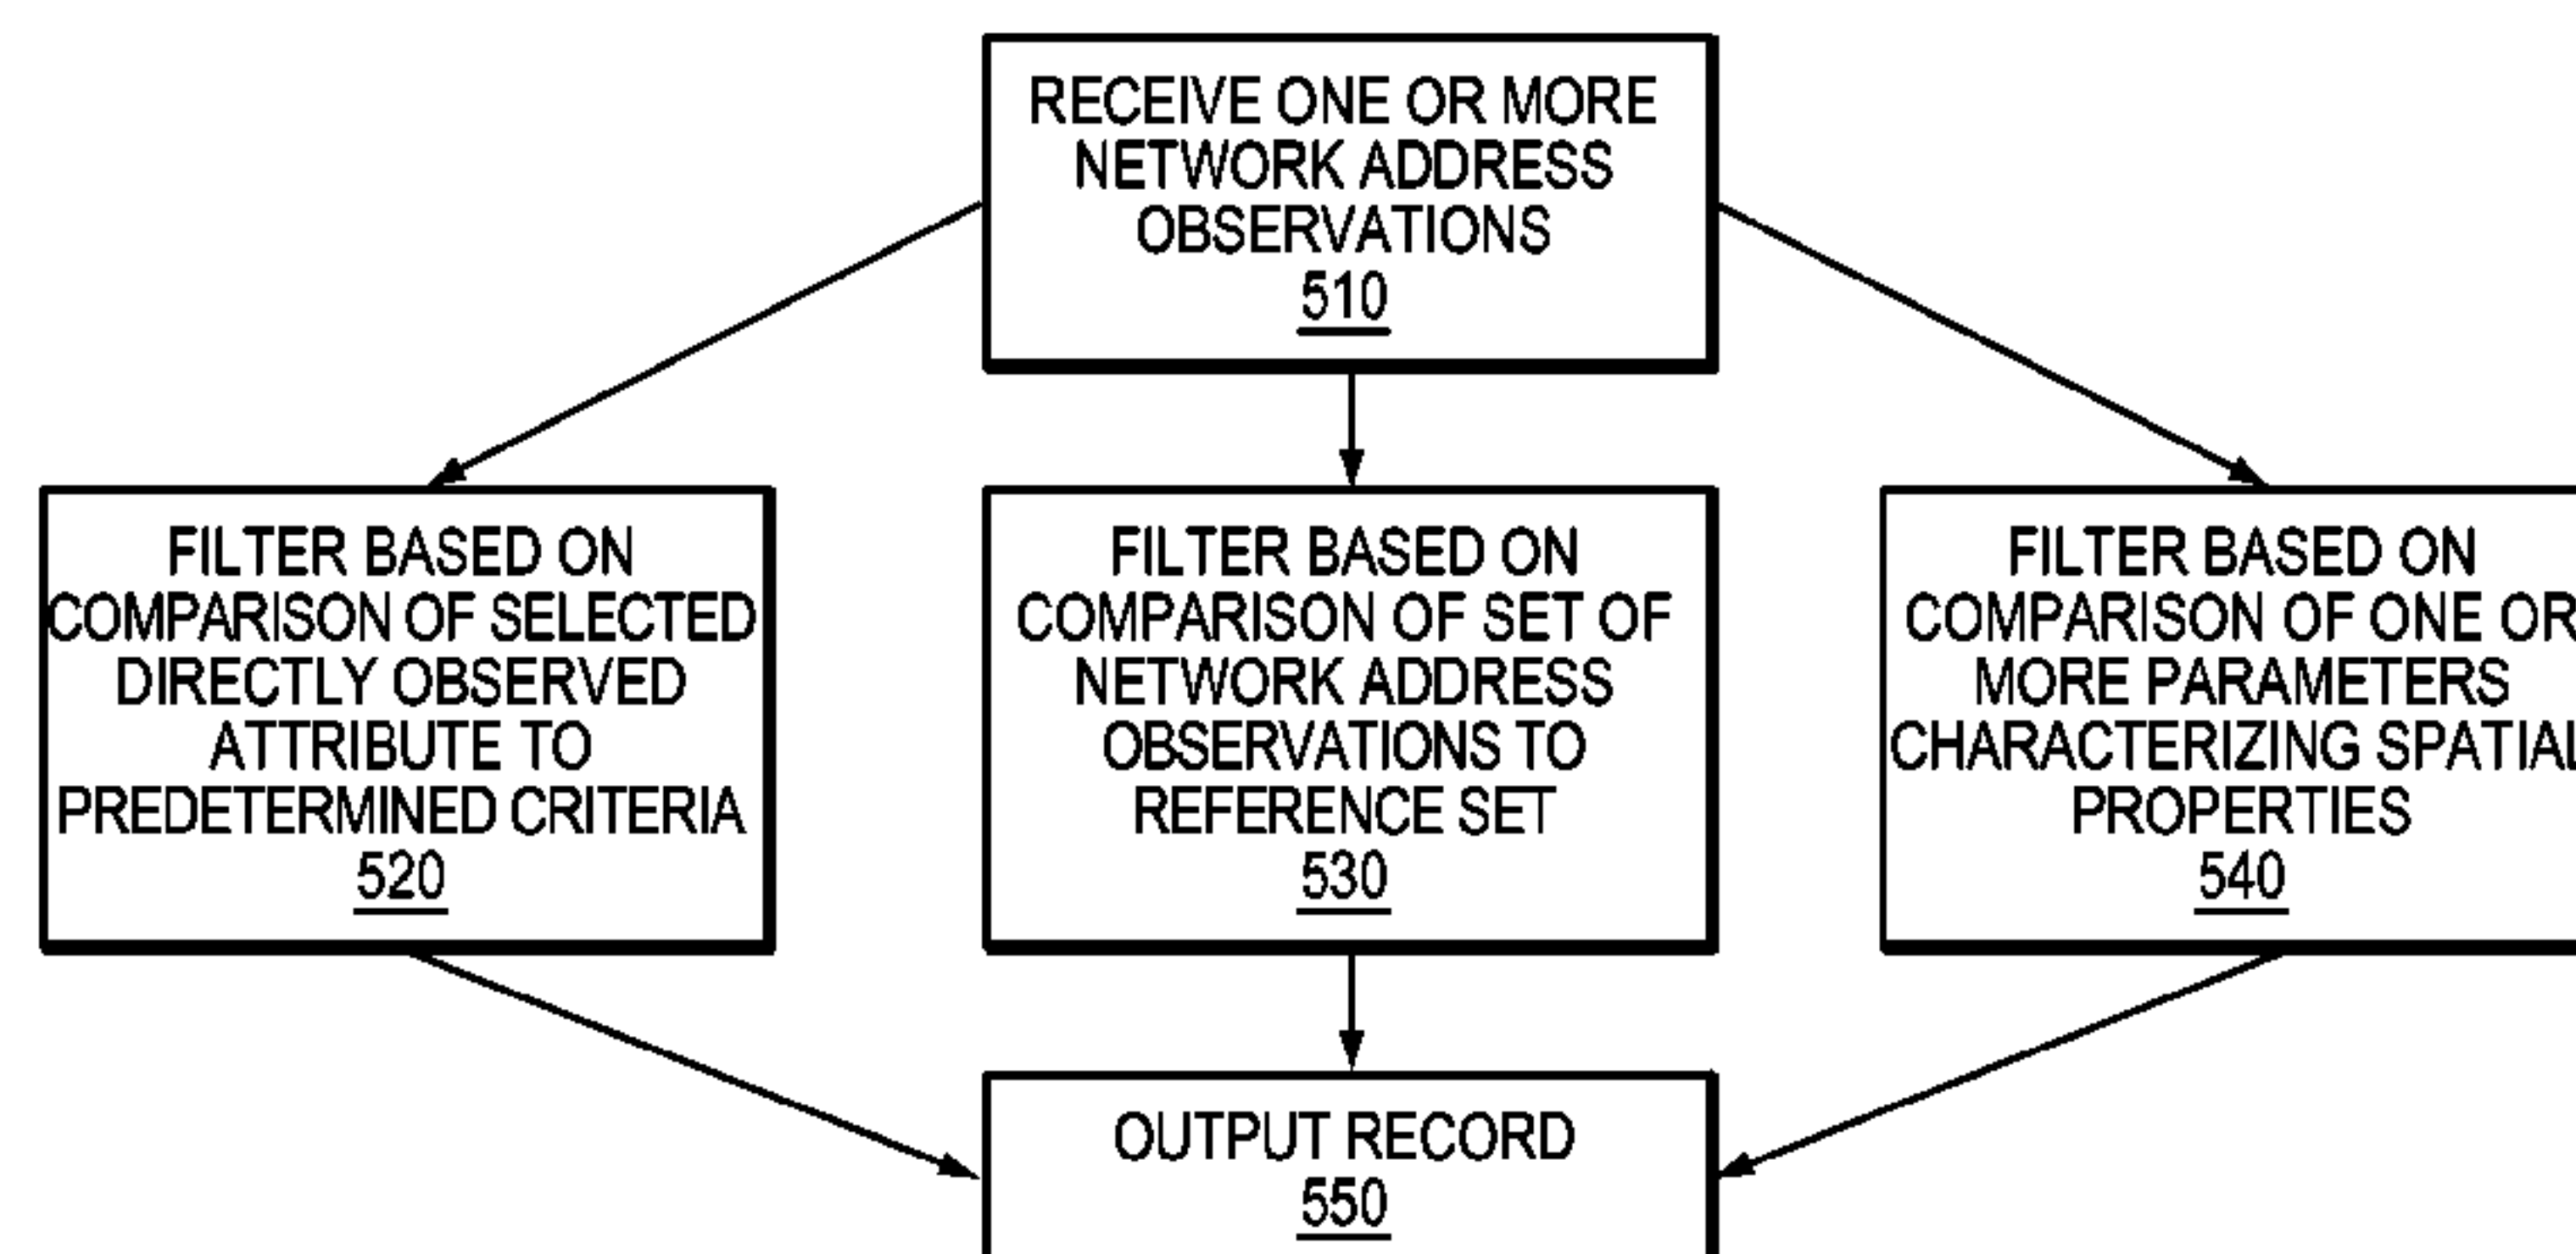 RECEIVE ONE OR MORE
NETWORK ADDRESS
OBSERVATIONS
510
FILTER BASED ON
COMPARISON OF SELECTED
DIRECTLY OBSERVED
ATTRIBUTE TO
PREDETERMINED CRITERIA
520
FILTER BASED ON
COMPARISON OF SET OF
NETWORK ADDRESS
OBSERVATIONS TO
REFERENCE SET
530
FILTER BASED ON
COMPARISON OF ONE OR
MORE PARAMETERS
CHARACTERIZING SPATIAL
PROPERTIES
540
OUTPUT RECORD
550